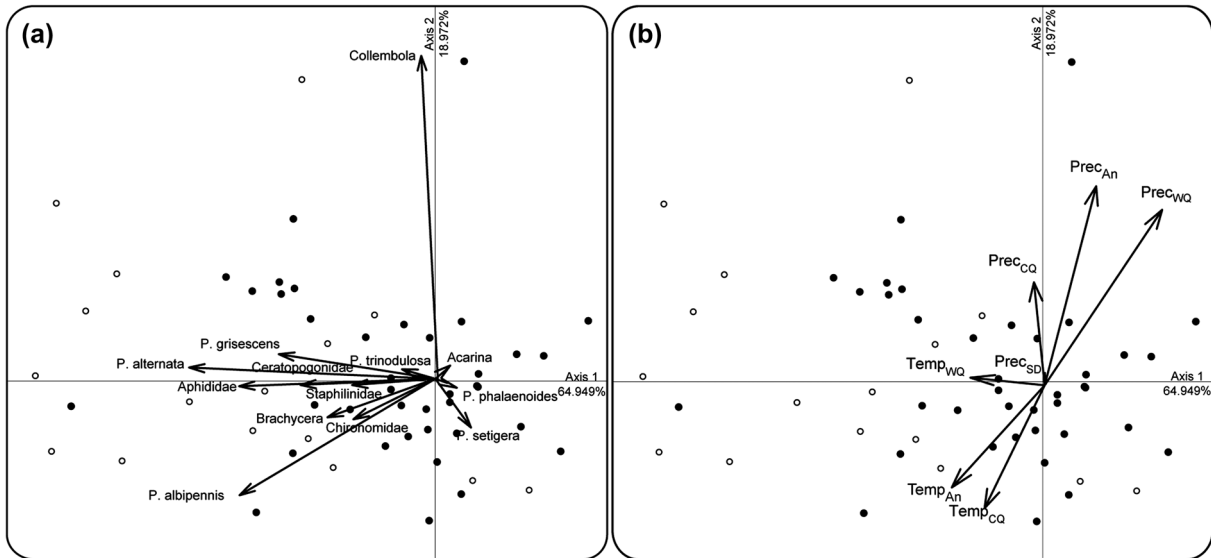 (a)
Axis 2
18.972%
Collembola
P. grisescens
P. alternata
Ceratopogonidae
P. trinodulosa
Acarina
Axis 1
64.949%
Aphididae
Staphilinidae
P. phalaenoides
Brachycera
Chironomidae
P. setigera
P. albipennis
(b)
Axis 2
18.972%
Prec_An
Prec_WQ
Prec_CQ
Temp_WQ
Prec_SD
Axis 1
64.949%
Temp_An
Temp_CQ